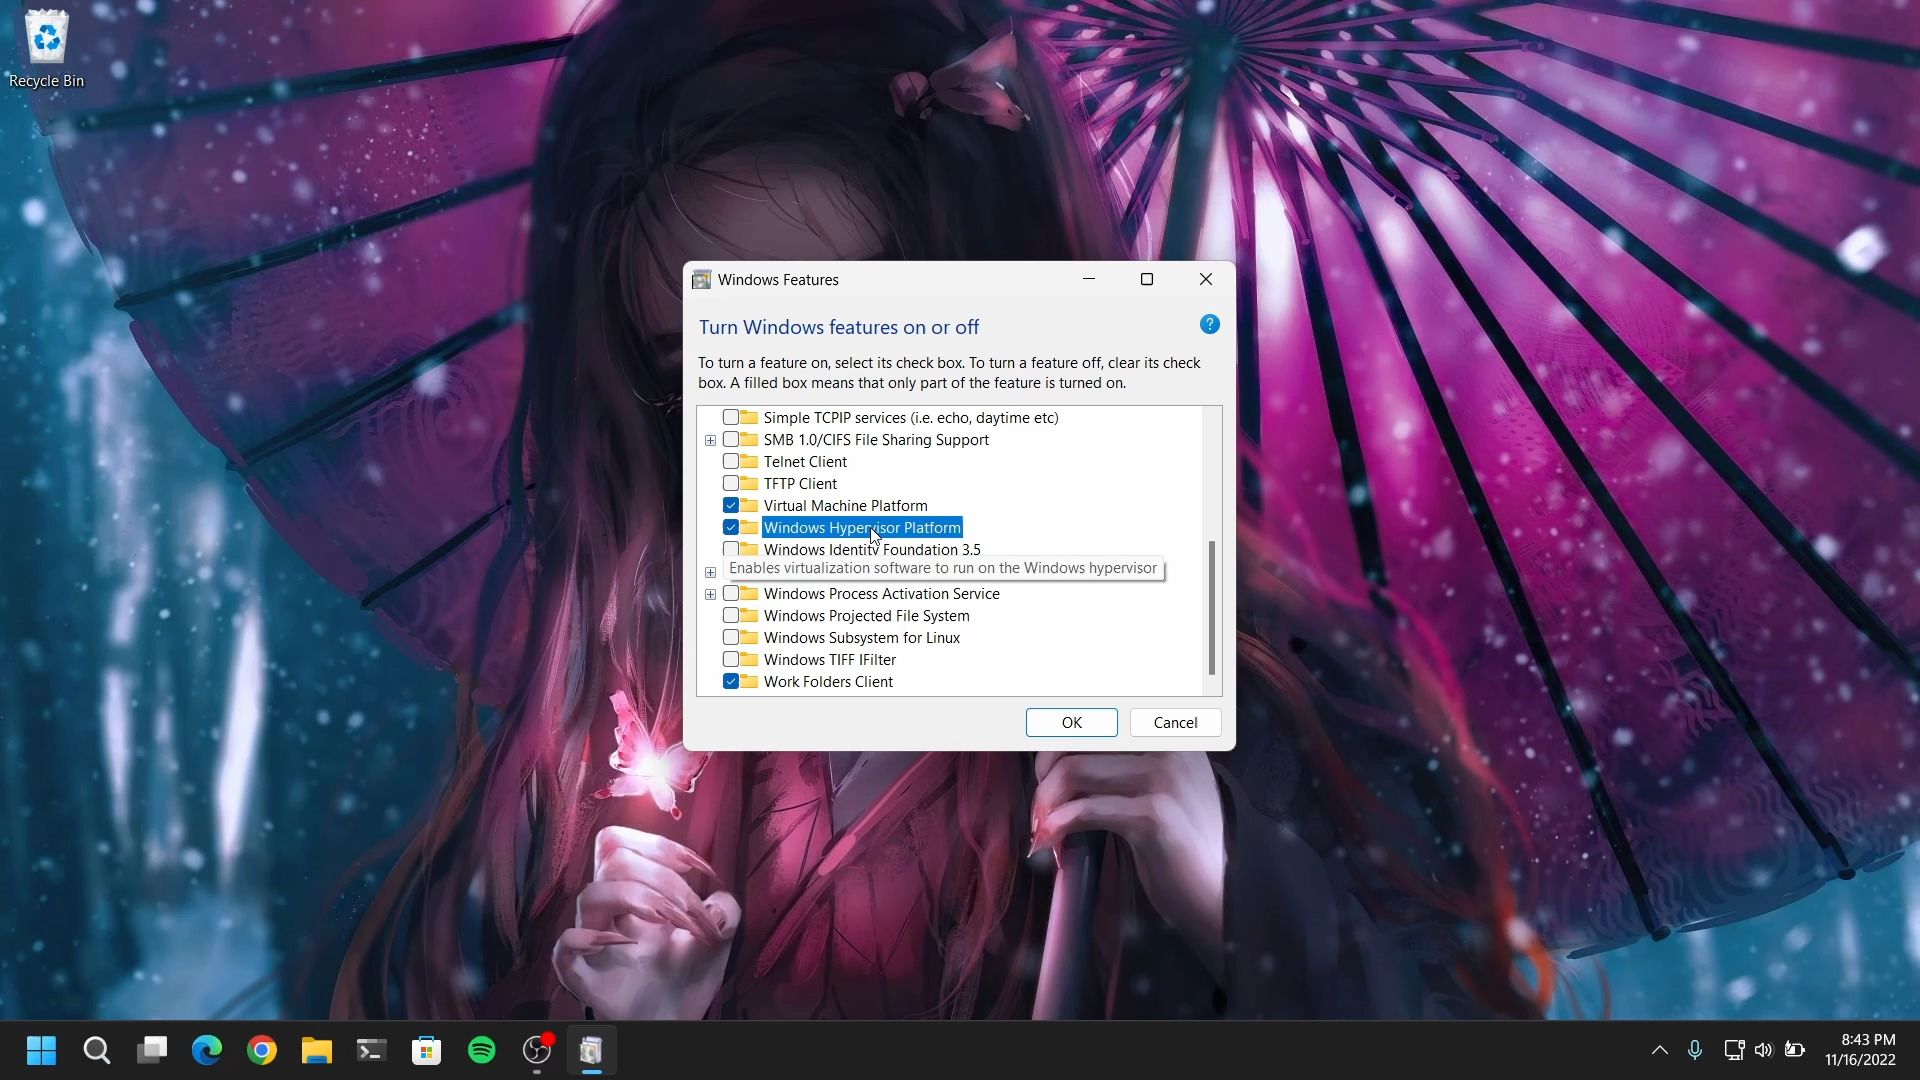 Recycle Bin
Windows Features
Turn Windows features on or off
?
To turn a feature on, select its check box. To turn a feature off, clear its check
box. A filled box means that only part of the feature is turned on.
Simple TCPIP services (i.e. echo, daytime etc)
SMB 1.0/CIFS File Sharing Support
Telnet Client
TFTP Client
Virtual Machine Platform
Windows Hypervisor Platform
Windows Identity Foundation 3.5
Enables virtualization software to run on the Windows hypervisor
Windows Process Activation Service
Windows Projected File System
Windows Subsystem for Linux
Windows TIFF IFilter
Work Folders Client
OK
Cancel
8:43 PM
11/16/2022